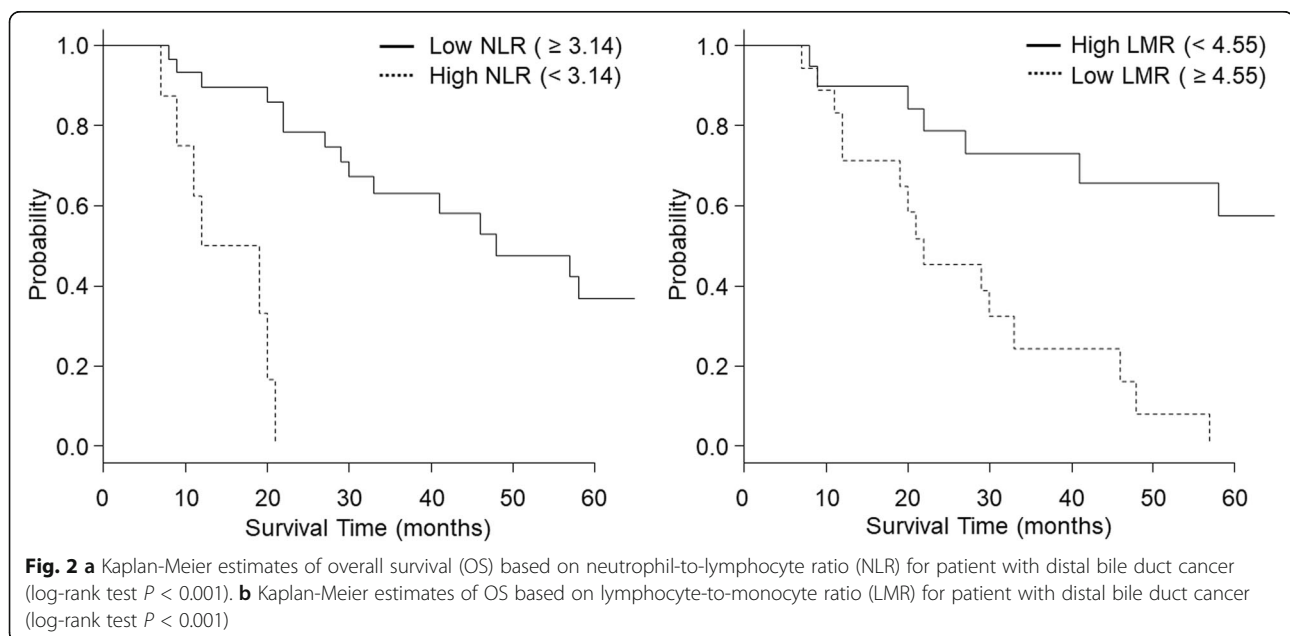 1.0
0.8
0.6
0.4
0.2
0.0
Probability
Low NLR ( ≥ 3.14)
High NLR (< 3.14)
0 10 20 30 40 50 60
Survival Time (months)
1.0
0.8
0.6
0.4
0.2
0.0
Probability
High LMR (< 4.55)
Low LMR ( ≥ 4.55)
0 10 20 30 40 50 60
Survival Time (months)
Fig. 2 a Kaplan-Meier estimates of overall survival (OS) based on neutrophil-to-lymphocyte ratio (NLR) for patient with distal bile duct cancer
(log-rank test P < 0.001). b Kaplan-Meier estimates of OS based on lymphocyte-to-monocyte ratio (LMR) for patient with distal bile duct cancer
(log-rank test P < 0.001)